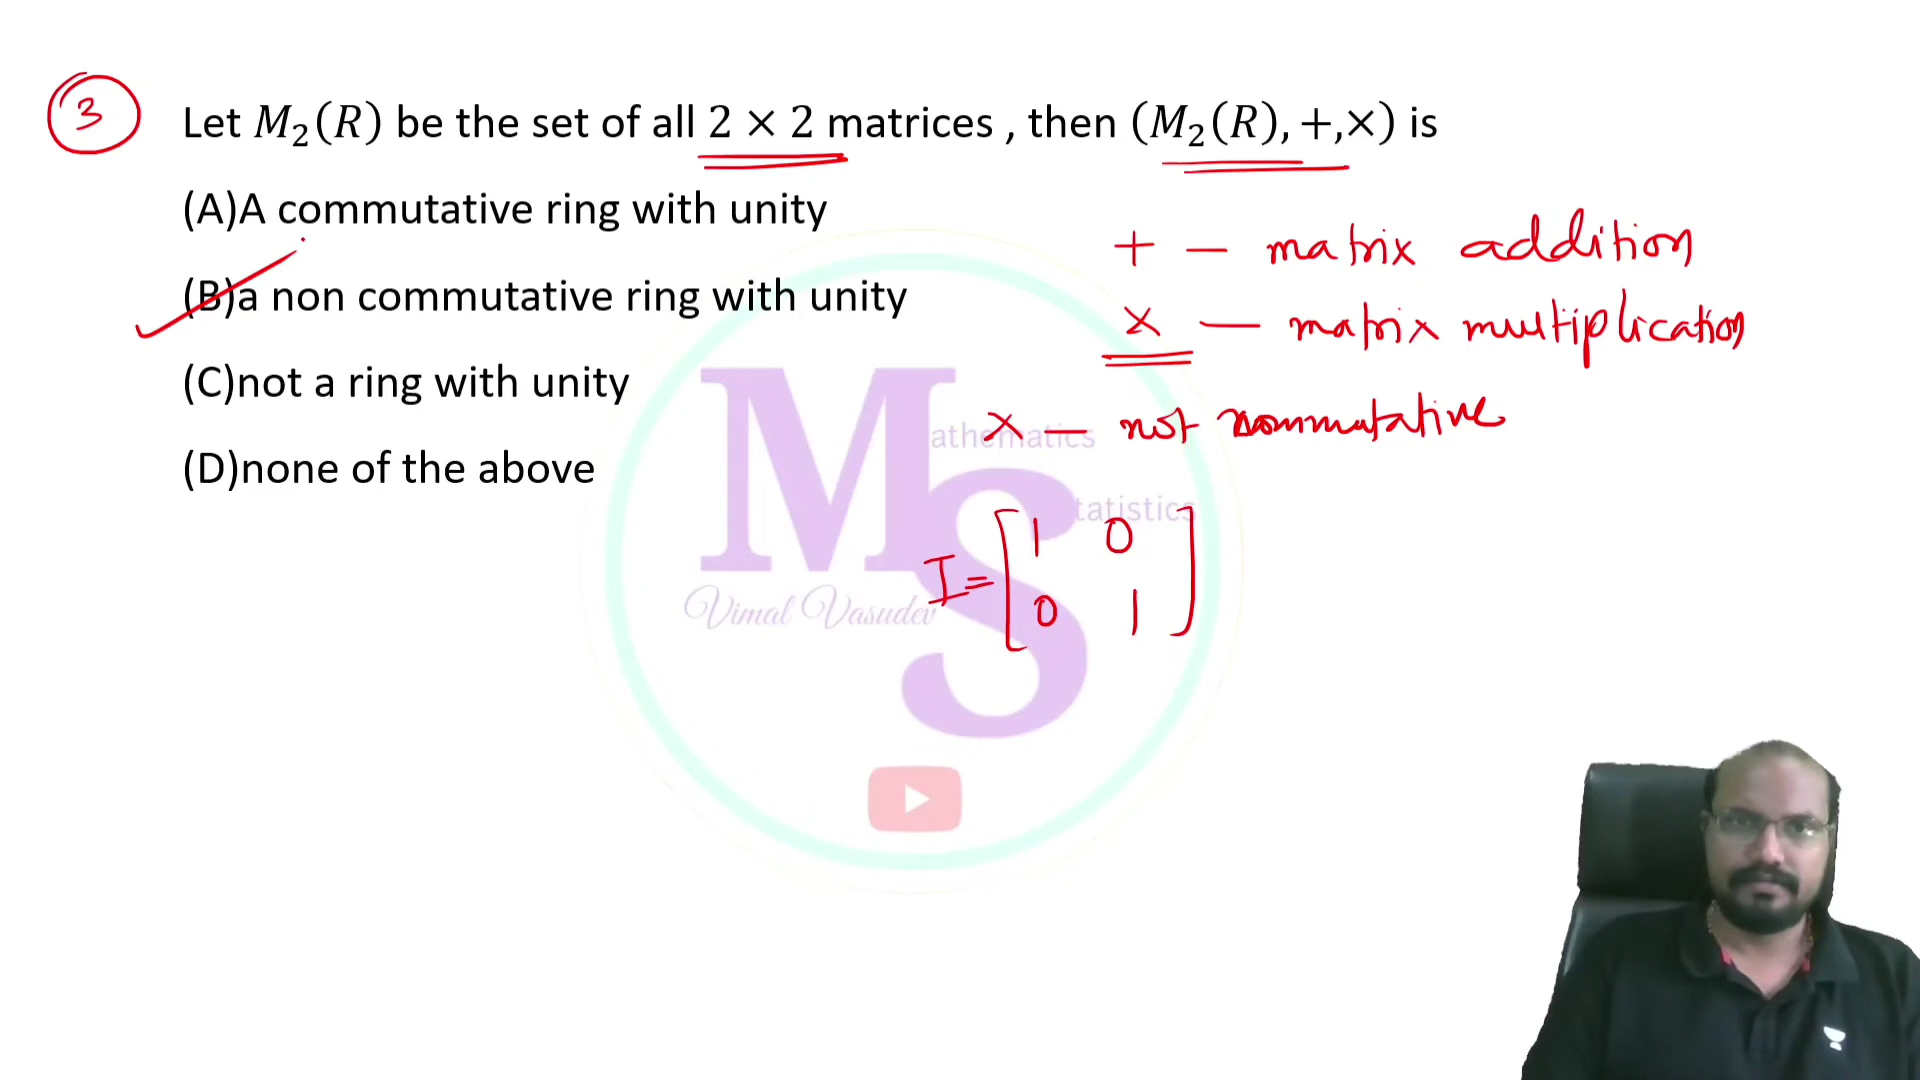 3 Let M₂(R) be the set of all 2 × 2 matrices , then (M₂(R), +,×) is
(A)A commutative ring with unity
(B)a non commutative ring with unity
(C)not a ring with unity
(D)none of the above
+ — matrix addition
× — matrix multiplication
× — not commutative
I = [1 0
0 1]
Mathematics
Statistics
Vimal Vasudev